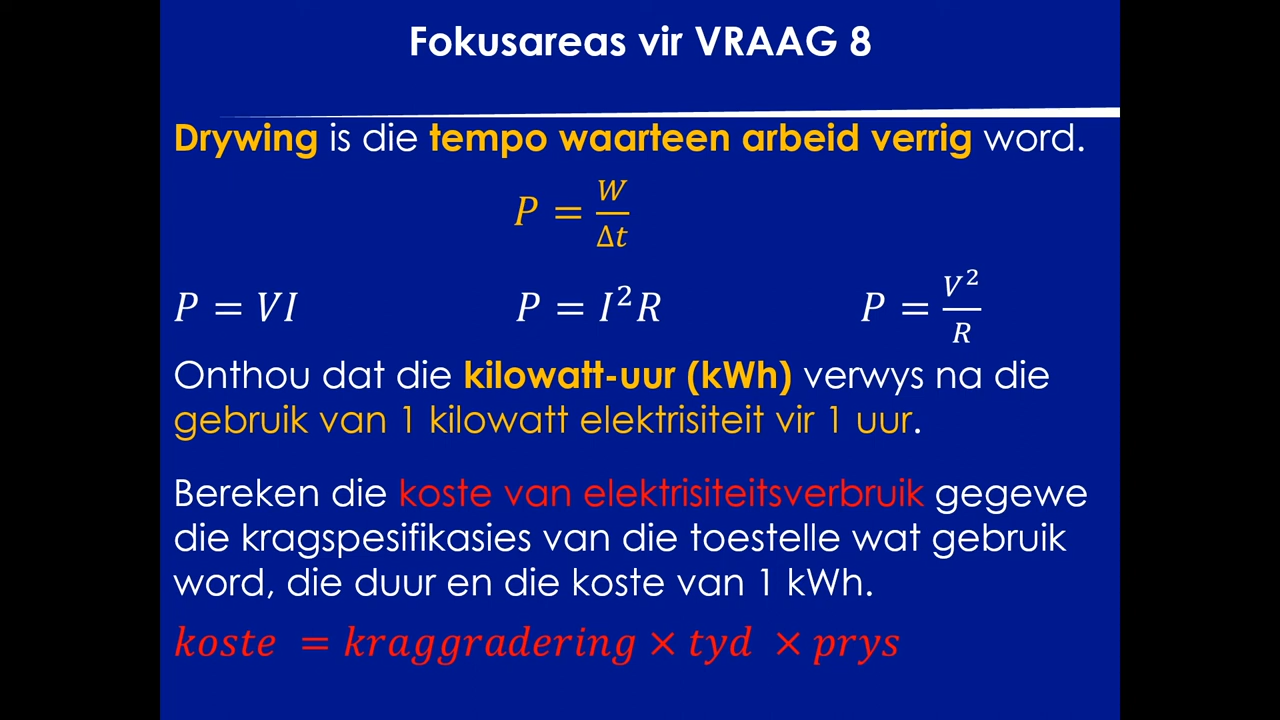 Fokusareas vir VRAAG 8
Drywing is die tempo waarteen arbeid verrig word.
P = W/Δt
P = VI P = I²R P = V²/R
Onthou dat die kilowatt-uur (kWh) verwys na die
gebruik van 1 kilowatt elektrisiteit vir 1 uur.
Bereken die koste van elektrisiteitsverbruik gegewe
die kragspesifikasies van die toestelle wat gebruik
word, die duur en die koste van 1 kWh.
koste = kraggradering × tyd × prys